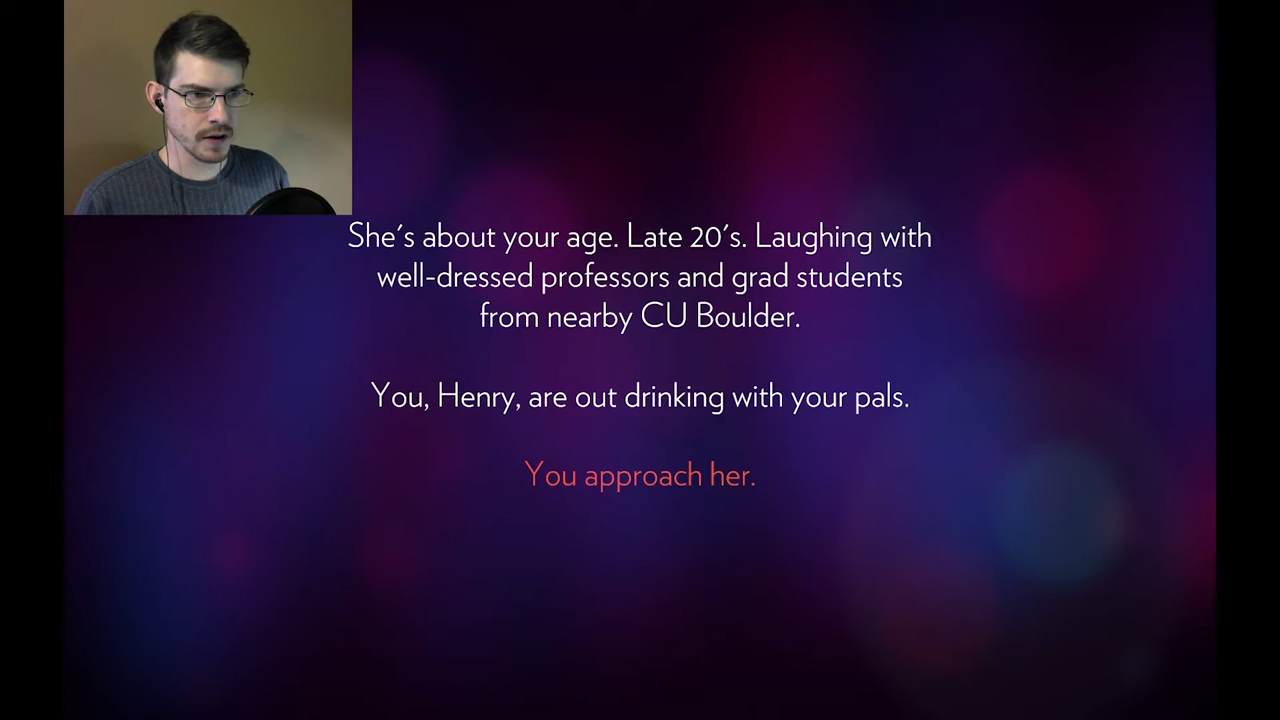 She's about your age. Late 20's. Laughing with
well-dressed professors and grad students
from nearby CU Boulder.
You, Henry, are out drinking with your pals.
You approach her.